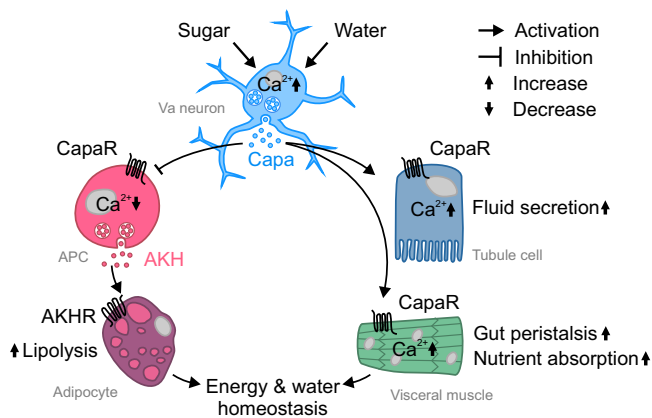 Sugar
Water
Activation
Inhibition
Increase
Decrease
Ca2+
Va neuron
Capa
CapaR
Ca2+
APC
AKH
CapaR
Ca2+
Fluid secretion
Tubule cell
AKHR
Lipolysis
Adipocyte
CapaR
Ca2+
Gut peristalsis
Nutrient absorption
Visceral muscle
Energy & water
homeostasis